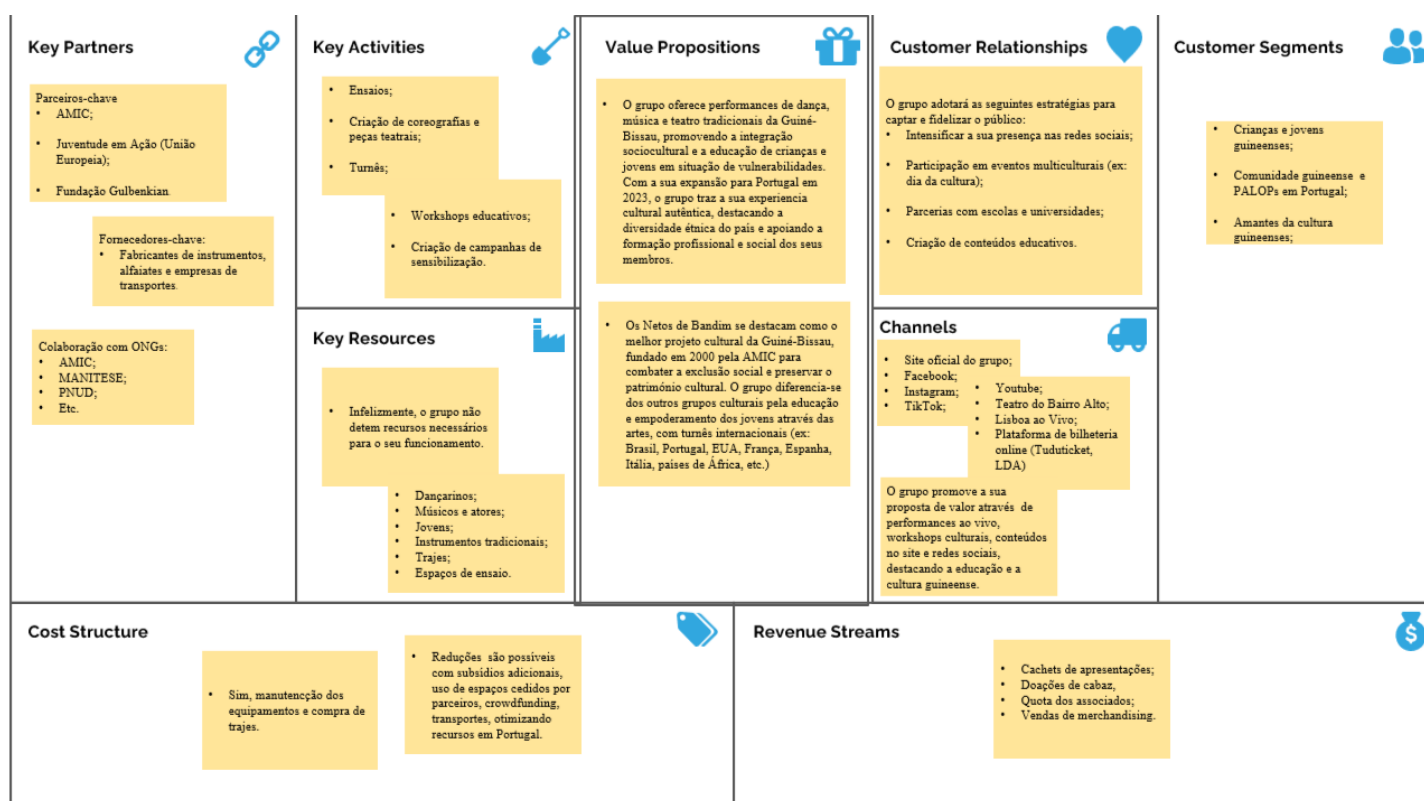 Key Partners
Parceiros-chave
• AMIC;
• Juventude em Ação (União
Europeia);
• Fundação Gulbenkian.
Fornecedores-chave:
• Fabricantes de instrumentos,
alfaiates e empresas de
transportes.
Colaboração com ONGs:
• AMIC;
• MANITESE;
• PNUD;
• Etc.
Key Activities
• Ensaios;
• Criação de coreografias e
peças teatrais;
• Turnês;
• Workshops educativos;
• Criação de campanhas de
sensibilização.
Key Resources
• Infelizmente, o grupo não
detem recursos necessários
para o seu funcionamento.
• Dançarinos;
• Músicos e atores;
• Jovens;
• Instrumentos tradicionais;
• Trajes;
• Espaços de ensaio.
Value Propositions
• O grupo oferece performances de dança,
música e teatro tradicionais da Guiné-
Bissau, promovendo a integração
sociocultural e a educação de crianças e
jovens em situação de vulnerabilidades.
Com a sua expansão para Portugal em
2023, o grupo traz a sua experiencia
cultural autêntica, destacando a
diversidade étnica do país e apoiando a
formação profissional e social dos seus
membros.
• Os Netos de Bandim se destacam como o
melhor projeto cultural da Guiné-Bissau,
fundado em 2000 pela AMIC para
combater a exclusão social e preservar o
património cultural. O grupo diferencia-se
dos outros grupos culturais pela educação
e empoderamento dos jovens através das
artes, com turnês internacionais (ex:
Brasil, Portugal, EUA, França, Espanha,
Itália, países de África, etc.)
Customer Relationships
O grupo adotará as seguintes estratégias para
captar e fidelizar o público:
• Intensificar a sua presença nas redes sociais;
• Participação em eventos multiculturais (ex:
dia da cultura);
• Parcerias com escolas e universidades;
• Criação de conteúdos educativos.
Channels
• Site oficial do grupo;
• Facebook;
• Instagram;
• TikTok;
• Youtube;
• Teatro do Bairro Alto;
• Lisboa ao Vivo;
• Plataforma de bilheteria
online (Tuduticket,
LDA)
O grupo promove a sua
proposta de valor através de
performances ao vivo,
workshops culturais, conteúdos
no site e redes sociais,
destacando a educação e a
cultura guineense.
Customer Segments
• Crianças e jovens
guineenses;
• Comunidade guineense e
PALOPs em Portugal;
• Amantes da cultura
guineenses;
Cost Structure
• Sim, manutencção dos
equipamentos e compra de
trajes.
• Reduções são possíveis
com subsídios adicionais,
uso de espaços cedidos por
parceiros, crowdfunding,
transportes, otimizando
recursos em Portugal.
Revenue Streams
• Cachets de apresentações;
• Doações de cabaz,
• Quota dos associados;
• Vendas de merchandising.
$